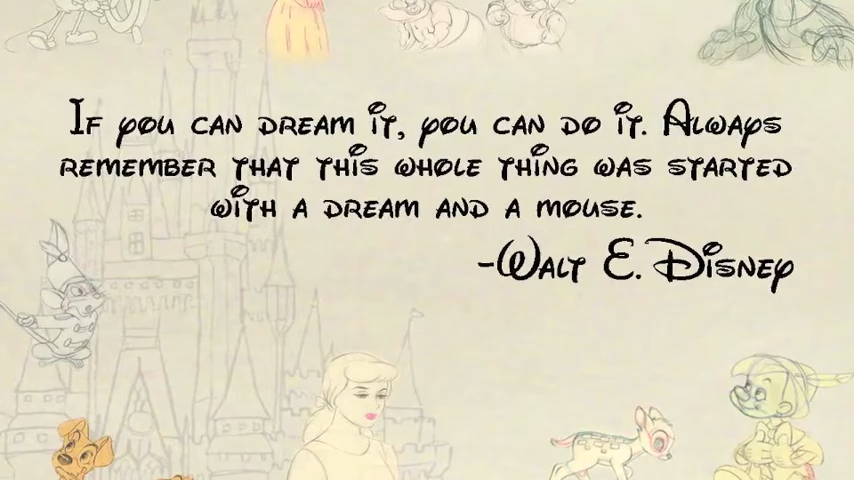 If you can dream it, you can do it. Always
remember that this whole thing was started
with a dream and a mouse.
-Walt E. Disney